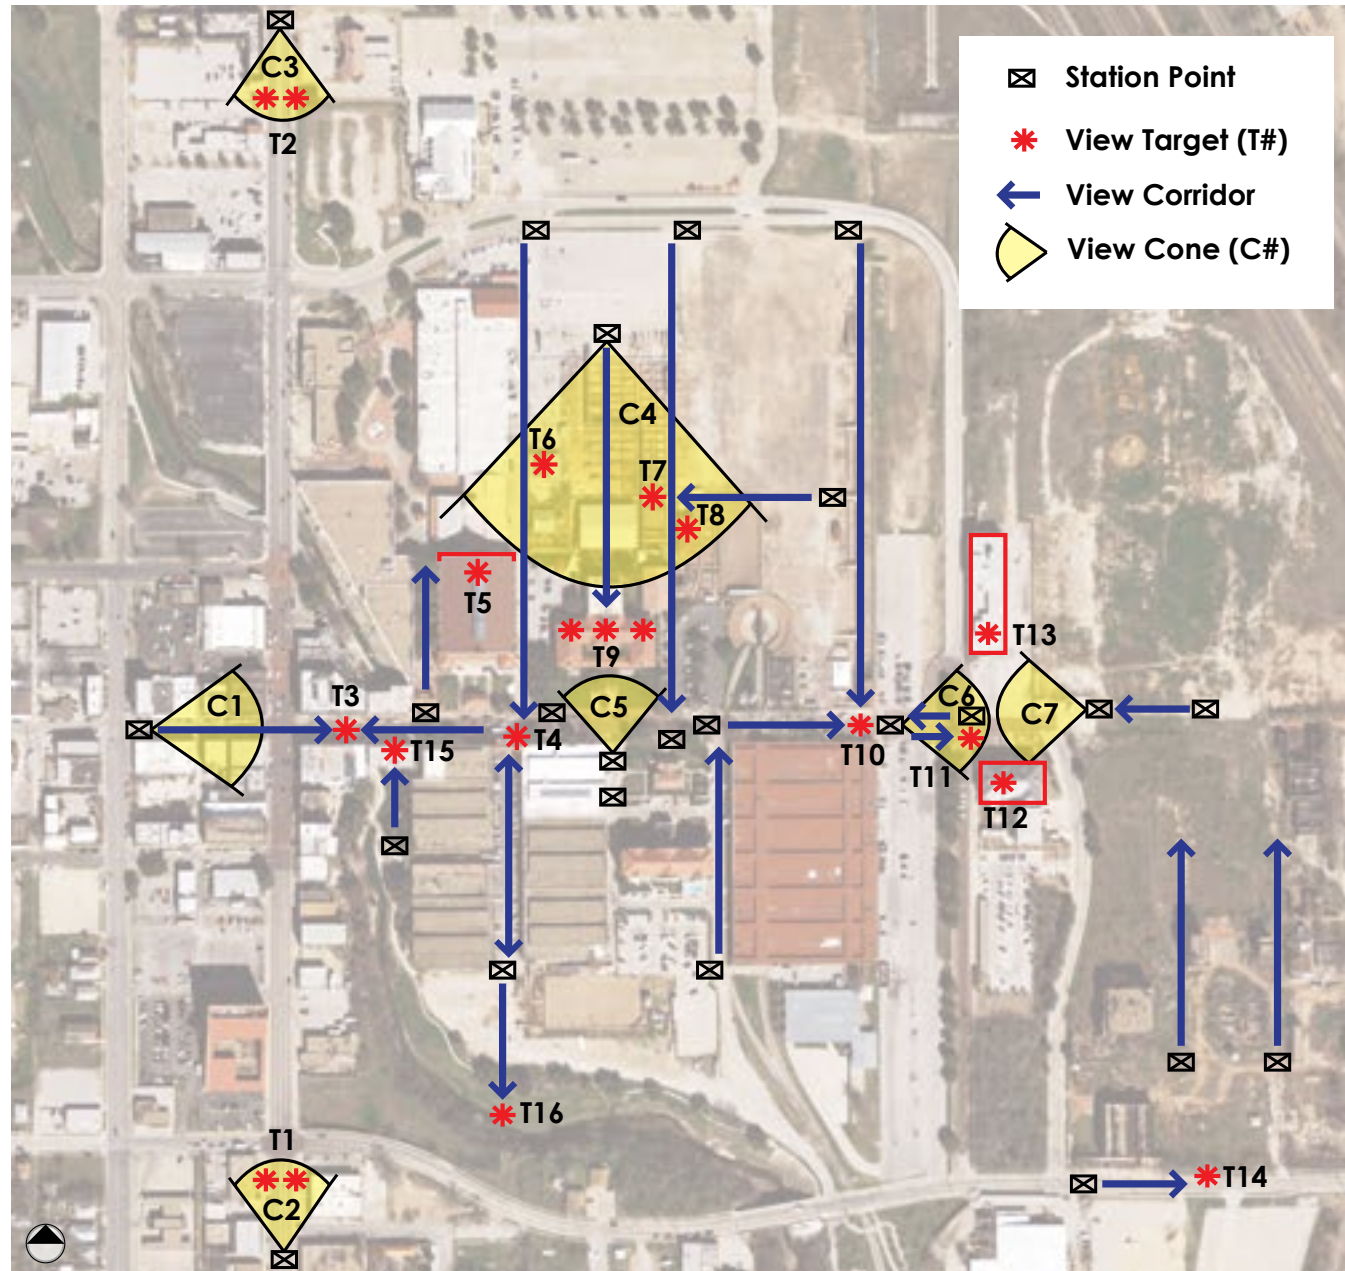 Station Point
View Target (T#)
View Corridor
View Cone (C#)
C3
T2
C4
T6
T7
T8
T5
T9
T13
C1
T3
C5
C6
C7
T15
T4
T10
T11
T12
T16
T1
C2
T14